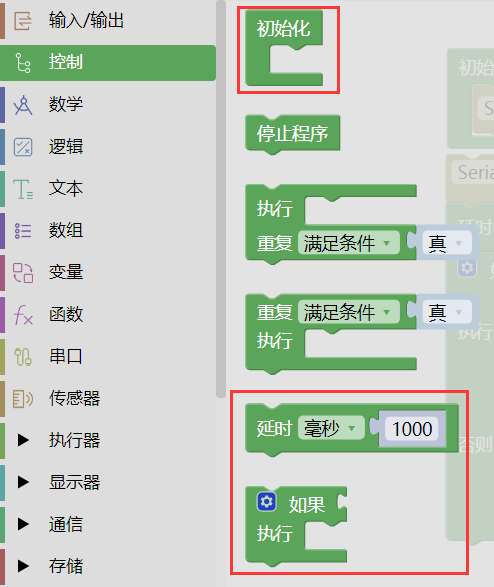 输入/输出
控制
数学
逻辑
文本
数组
变量
函数
串口
传感器
执行器
显示器
通信
存储
初始化
停止程序
执行
重复 满足条件 真
重复 满足条件 真
执行
延时 毫秒 1000
如果
执行
初始
S
Seria
延时
如
执行
否则